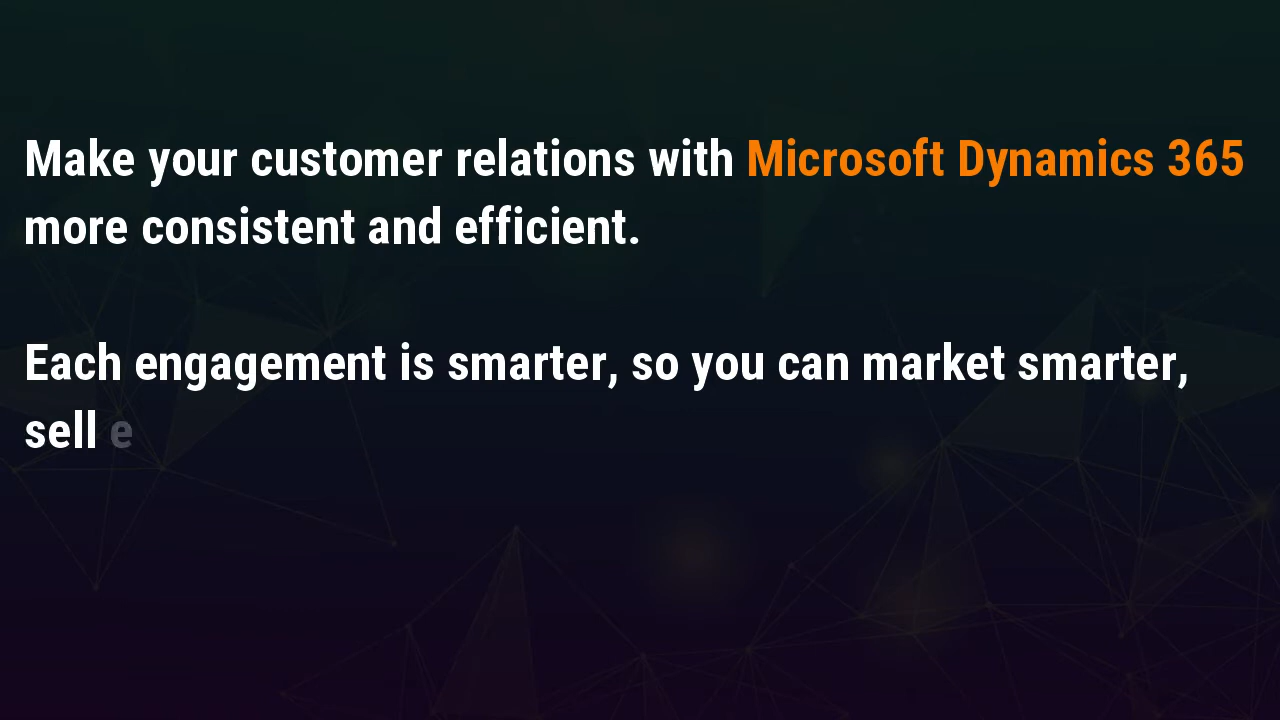 Make your customer relations with Microsoft Dynamics 365
more consistent and efficient.
Each engagement is smarter, so you can market smarter,
sell e